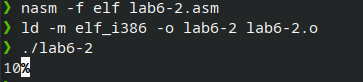 ❯ nasm -f elf lab6-2.asm
❯ ld -m elf_i386 -o lab6-2 lab6-2.o
❯ ./lab6-2
10%